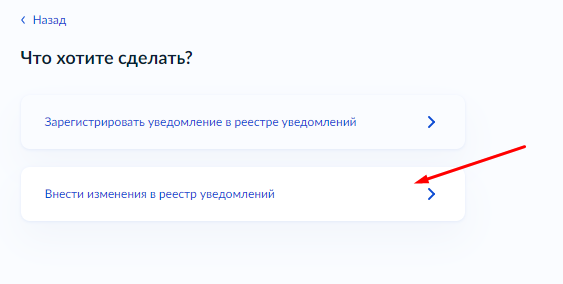 Назад
Что хотите сделать?
Зарегистрировать уведомление в реестре уведомлений
Внести изменения в реестр уведомлений